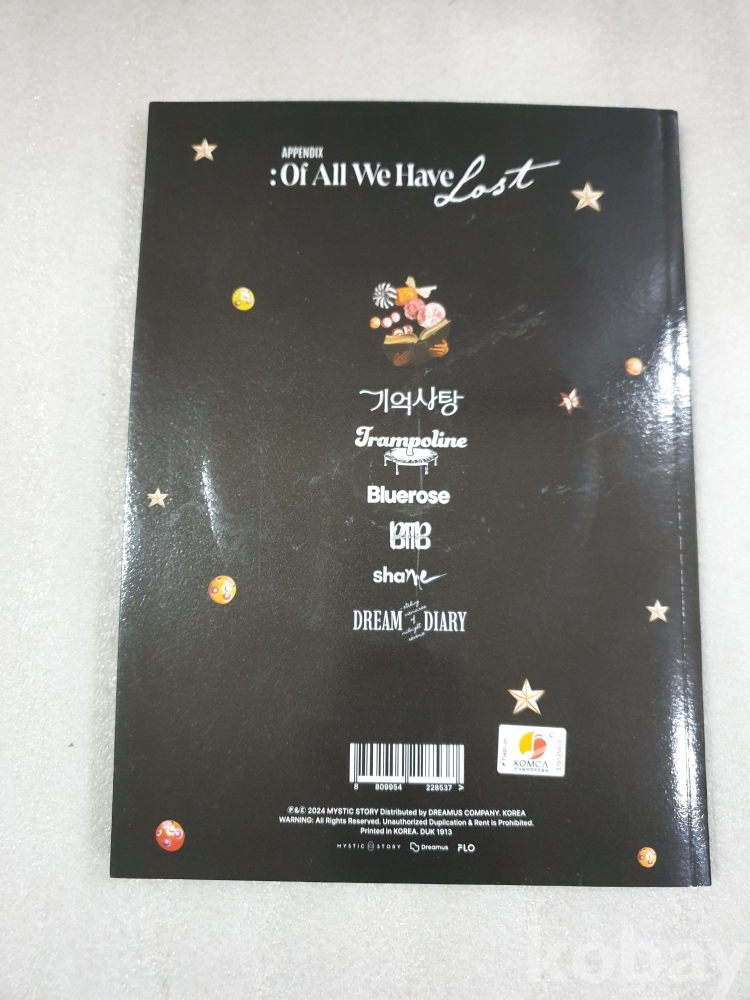 APPENDIX
: Of All We Have Lost
기억사탕
Trampoline
Bluerose
BTTB
shame
DREAM DIARY
KOMCA
8 809954 228537 >
℗&© 2024 MYSTIC STORY Distributed by DREAMUS COMPANY. KOREA
WARNING: All Rights Reserved. Unauthorized Duplication & Rent is Prohibited.
Printed in KOREA. DUK 1913
MYSTIC STORY Dreamus FLO
kobay